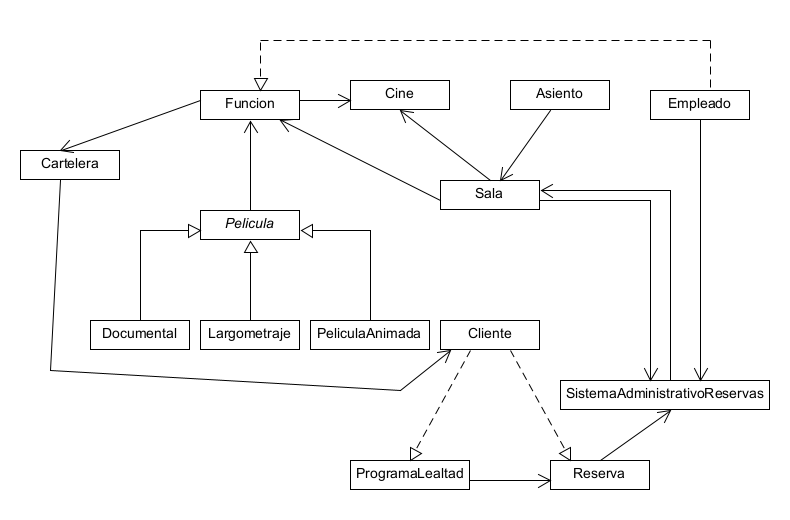 Cine
Asiento
Funcion
Empleado
Cartelera
Sala
Pelicula
Documental
Largometraje
PeliculaAnimada
Cliente
SistemaAdministrativoReservas
ProgramaLealtad
Reserva